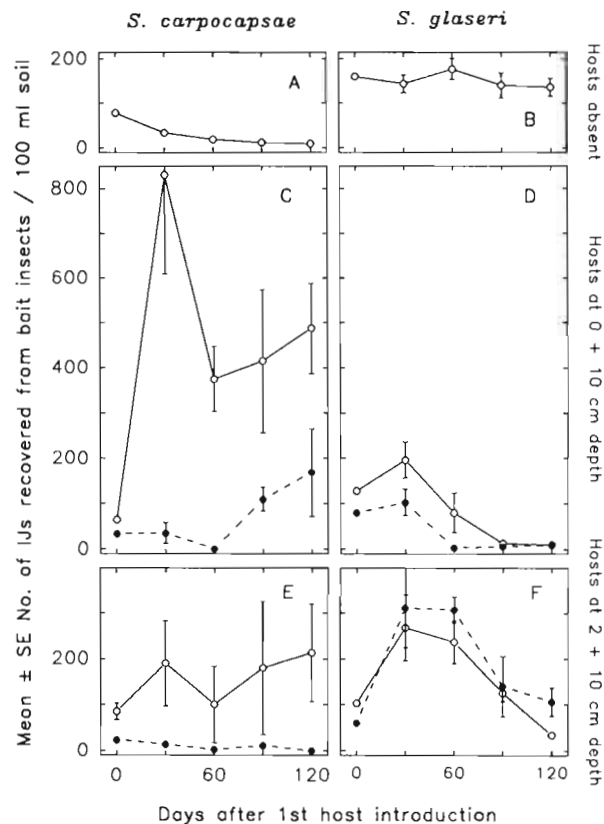 S. carpocapsae
S. glaseri
Mean ± SE No. of IJs recovered from bait insects / 100 ml soil
200
0
A
B
Hosts absent
800
600
400
200
0
C
D
Hosts at 0 + 10 cm depth
200
0
E
F
Hosts at 2 + 10 cm depth
0
60
120
0
60
120
Days after 1st host introduction